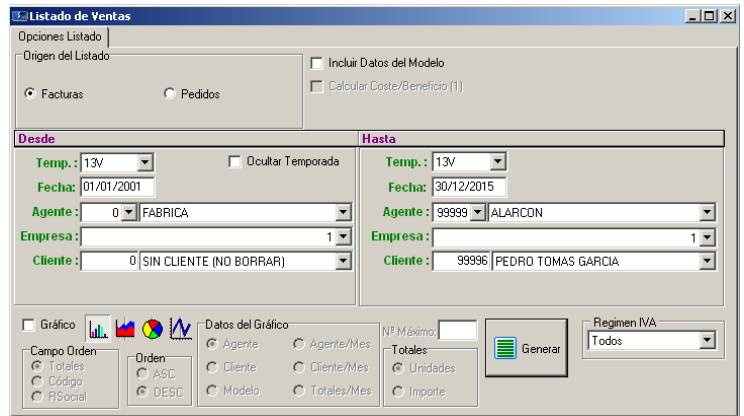 Listado de Ventas
Opciones Listado
Origen del Listado
Facturas
Pedidos
Incluir Datos del Modelo
Calcular Coste/Beneficio (1)
Desde
Hasta
Temp. : 13V
Ocultar Temporada
Fecha: 01/01/2001
Agente : 0 FABRICA
Empresa : 1
Cliente : 0 SIN CLIENTE (NO BORRAR)
Temp. : 13V
Fecha: 30/12/2015
Agente : 99999 ALARCON
Empresa : 1
Cliente : 99996 PEDRO TOMAS GARCIA
Gráfico
Campo Orden
Totales
Código
RSocial
Orden
ASC
DESC
Datos del Gráfico
Agente
Agente/Mes
Cliente
Cliente/Mes
Modelo
Totales/Mes
Nº Máximo:
Totales
Unidades
Importe
Generar
Regimen IVA
Todos